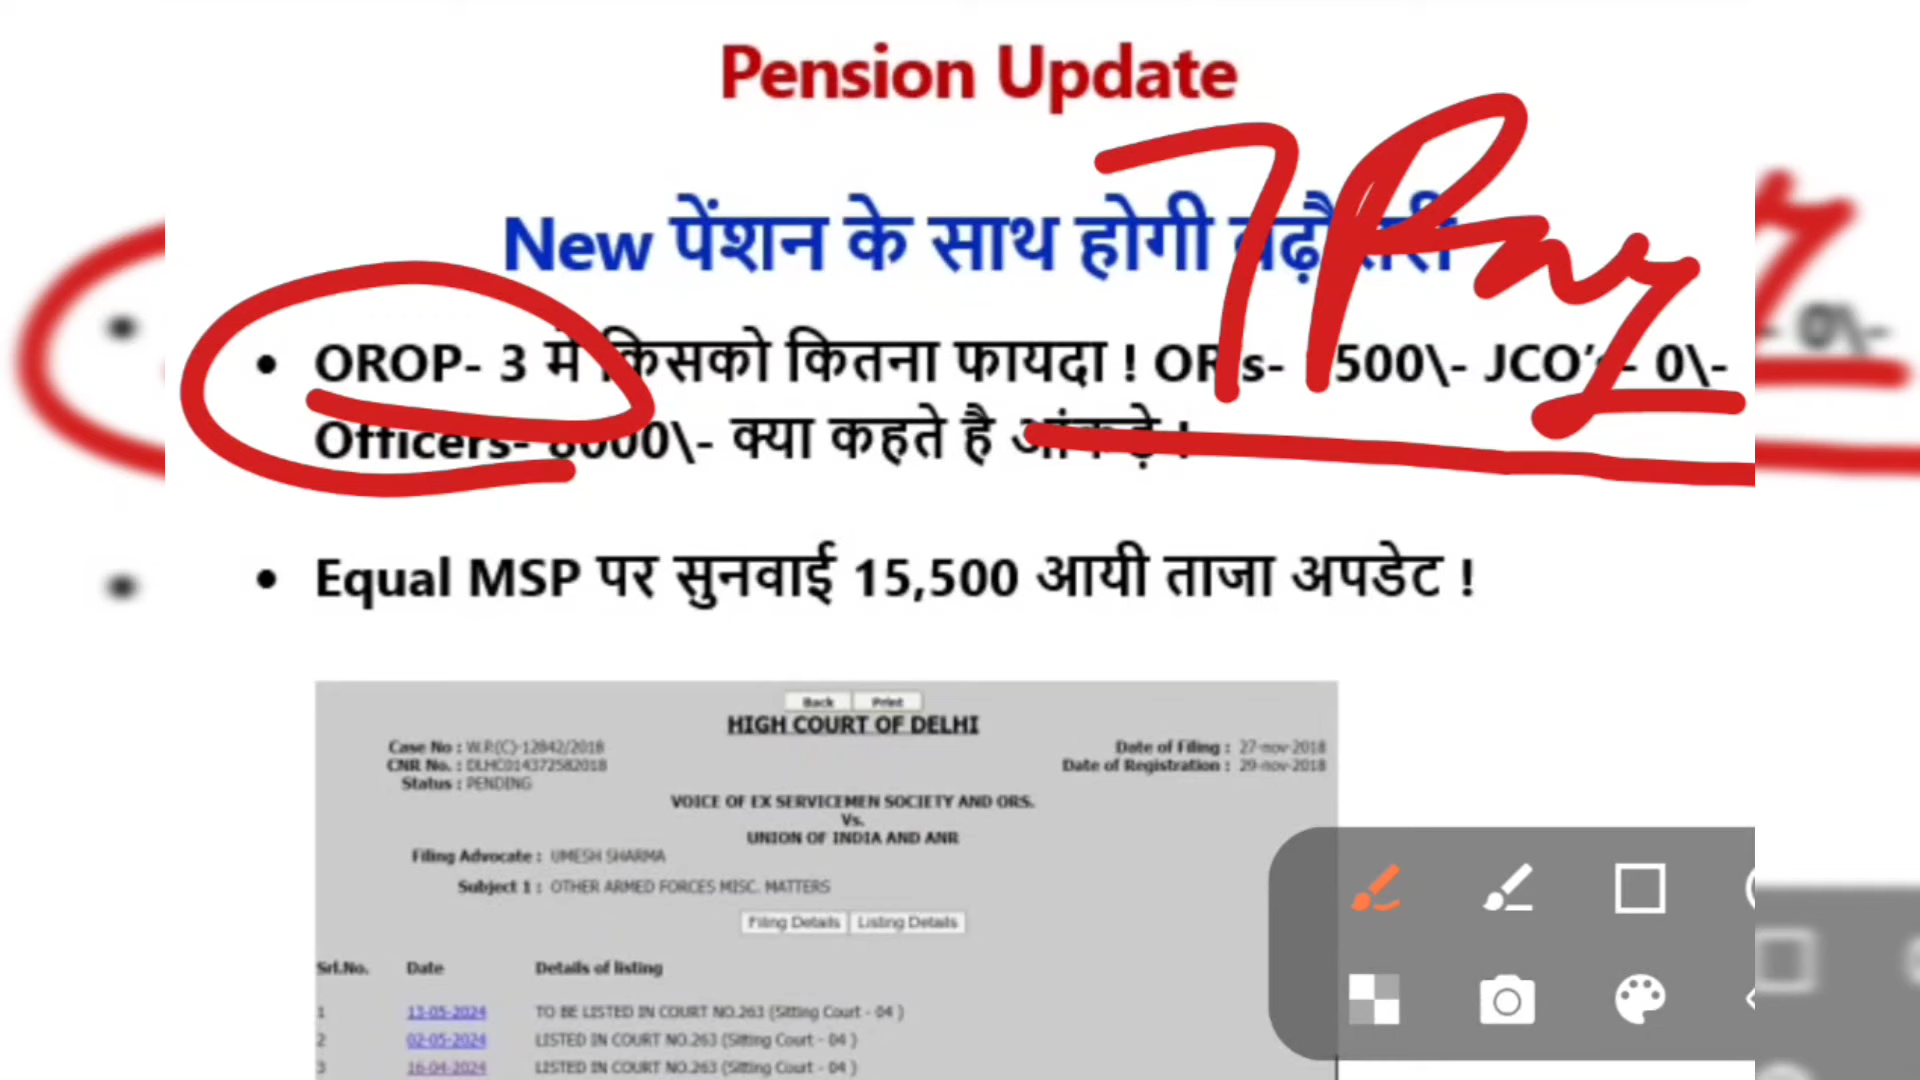 Pension Update
New पेंशन के साथ होगी बढ़ौतरी
7 Pay
• OROP- 3 में किसको कितना फायदा ! OR's- 500\- JCO's- 0\-
Officers- 8000\- क्या कहते है आंकड़े !
• Equal MSP पर सुनवाई 15,500 आयी ताजा अपडेट !
Back Print
HIGH COURT OF DELHI
Case No : W.P.(C)-12842/2018 Date of Filing : 27-nov-2018
CNR No. : DLHC014372582018 Date of Registration : 29-nov-2018
Status : PENDING
VOICE OF EX SERVICEMEN SOCIETY AND ORS.
Vs.
UNION OF INDIA AND ANR
Filing Advocate : UMESH SHARMA
Subject 1 : OTHER ARMED FORCES MISC. MATTERS
Filing Details Listing Details
Srl.No. Date Details of listing
1 13-05-2024 TO BE LISTED IN COURT NO.263 (Sitting Court - 04 )
2 02-05-2024 LISTED IN COURT NO.263 (Sitting Court - 04 )
3 16-04-2024 LISTED IN COURT NO.263 (Sitting Court - 04 )